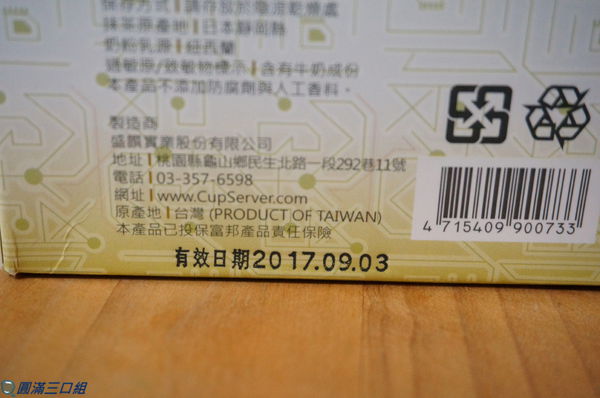 保存方式|請存放於陰涼乾燥處
抹茶原產地|日本靜岡縣
奶粉乳源|紐西蘭
過敏原/致敏物標示|含有牛奶成份
本產品不添加防腐劑與人工香料。
製造商
實業股份有限公司
地址|桃園縣龜山鄉民生北路一段292巷11號
電話|03-357-6598
網址|www.CupServer.com
原產地|台灣 (PRODUCT OF TAIWAN)
本產品已投保富邦產品責任保險
4 715409 900733
有效日期2017.09.03
圓滿三口組